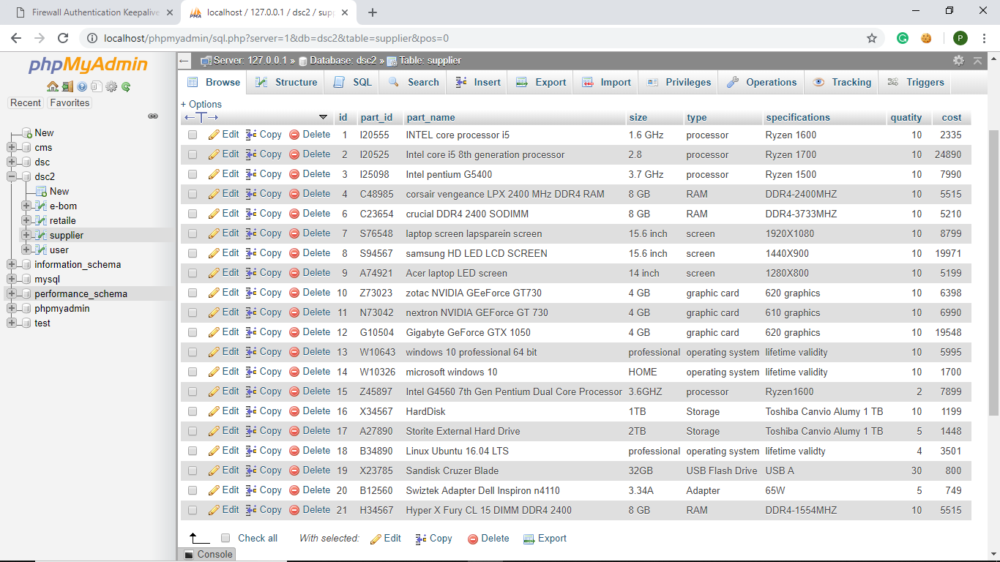 Firewall Authentication Keepalive
localhost / 127.0.0.1 / dsc2 / supp
localhost/phpmyadmin/sql.php?server=1&db=dsc2&table=supplier&pos=0
P
phpMyAdmin
Recent Favorites
New
cms
dsc
dsc2
New
e-bom
retaile
supplier
user
information_schema
mysql
performance_schema
phpmyadmin
test
Server: 127.0.0.1 » Database: dsc2 » Table: supplier
Browse Structure SQL Search Insert Export Import Privileges Operations Tracking Triggers
+ Options
id part_id part_name size type specifications quatity cost
Edit Copy Delete 1 I20555 INTEL core processor i5 1.6 GHz processor Ryzen 1600 10 2335
Edit Copy Delete 2 I20525 Intel core i5 8th generation processor 2.8 processor Ryzen 1700 10 24890
Edit Copy Delete 3 I25098 Intel pentium G5400 3.7 GHz processor Ryzen 1500 10 7990
Edit Copy Delete 4 C48985 corsair vengeance LPX 2400 MHz DDR4 RAM 8 GB RAM DDR4-2400MHZ 10 5515
Edit Copy Delete 6 C23654 crucial DDR4 2400 SODIMM 8 GB RAM DDR4-3733MHZ 10 5210
Edit Copy Delete 7 S76548 laptop screen lapsparein screen 15.6 inch screen 1920X1080 10 8799
Edit Copy Delete 8 S94567 samsung HD LED LCD SCREEN 15.6 inch screen 1440X900 10 19971
Edit Copy Delete 9 A74921 Acer laptop LED screen 14 inch screen 1280X800 10 5199
Edit Copy Delete 10 Z73023 zotac NVIDIA GEeForce GT730 4 GB graphic card 620 graphics 10 6398
Edit Copy Delete 11 N73042 nextron NVIDIA GEForce GT 730 4 GB graphic card 610 graphics 10 6990
Edit Copy Delete 12 G10504 Gigabyte GeForce GTX 1050 4 GB graphic card 620 graphics 10 19548
Edit Copy Delete 13 W10643 windows 10 professional 64 bit professional operating system lifetime validity 10 5995
Edit Copy Delete 14 W10326 microsoft windows 10 HOME operating system lifetime validity 10 1700
Edit Copy Delete 15 Z45897 Intel G4560 7th Gen Pentium Dual Core Processor 3.6GHZ processor Ryzen1600 2 7899
Edit Copy Delete 16 X34567 HardDisk 1TB Storage Toshiba Canvio Alumy 1 TB 10 1199
Edit Copy Delete 17 A27890 Storite External Hard Drive 2TB Storage Toshiba Canvio Alumy 1 TB 5 1448
Edit Copy Delete 18 B34890 Linux Ubuntu 16.04 LTS professional operating system lifetime validty 4 3501
Edit Copy Delete 19 X23785 Sandisk Cruzer Blade 32GB USB Flash Drive USB A 30 800
Edit Copy Delete 20 B12560 Swiztek Adapter Dell Inspiron n4110 3.34A Adapter 65W 5 749
Edit Copy Delete 21 H34567 Hyper X Fury CL 15 DIMM DDR4 2400 8 GB RAM DDR4-1554MHZ 10 5515
Check all With selected: Edit Copy Delete Export
Console